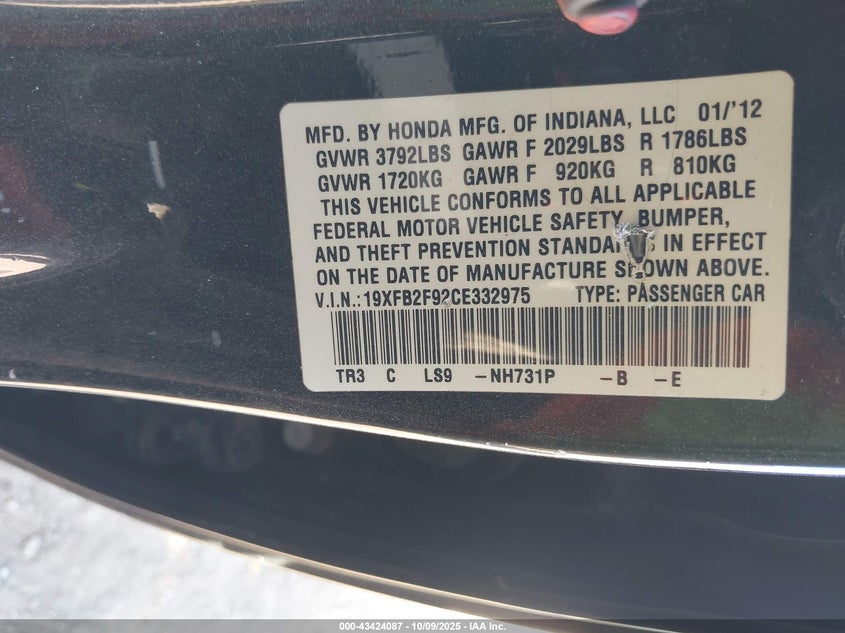 MFD. BY HONDA MFG. OF INDIANA, LLC 01/'12
GVWR 3792LBS GAWR F 2029LBS R 1786LBS
GVWR 1720KG GAWR F 920KG R 810KG
THIS VEHICLE CONFORMS TO ALL APPLICABLE
FEDERAL MOTOR VEHICLE SAFETY, BUMPER,
AND THEFT PREVENTION STANDARDS IN EFFECT
ON THE DATE OF MANUFACTURE SHOWN ABOVE.
V.I.N.:19XFB2F92CE332975 TYPE: PASSENGER CAR
TR3 C LS9 -NH731P -B -E
000-43424087 - 10/09/2025 - IAA Inc.